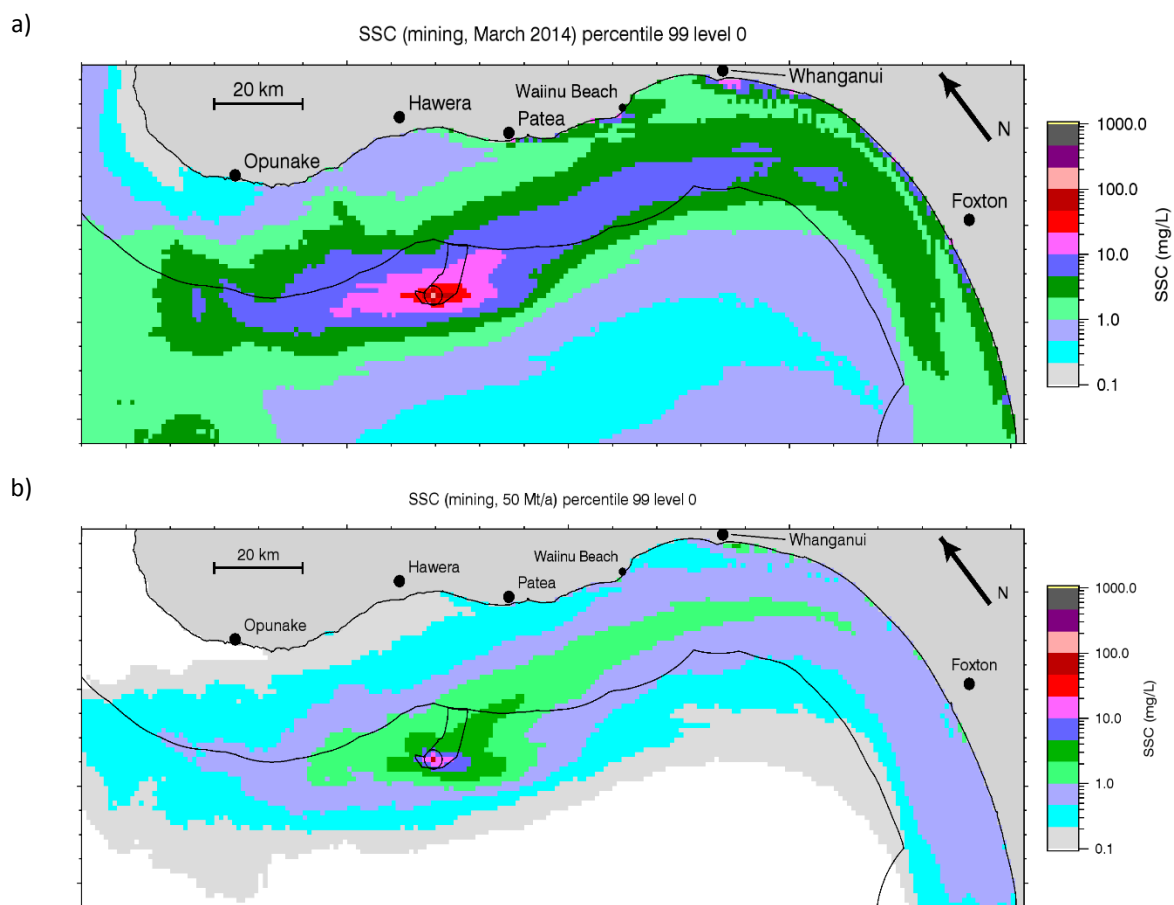 a)
SSC (mining, March 2014) percentile 99 level 0
Whanganui
20 km
Waiinu Beach
Hawera
Patea
N
Opunake
Foxton
1000.0
100.0
10.0
1.0
0.1
SSC (mg/L)
b)
SSC (mining, 50 Mt/a) percentile 99 level 0
Whanganui
20 km
Waiinu Beach
Hawera
Patea
N
Opunake
Foxton
1000.0
100.0
10.0
1.0
0.1
SSC (mg/L)